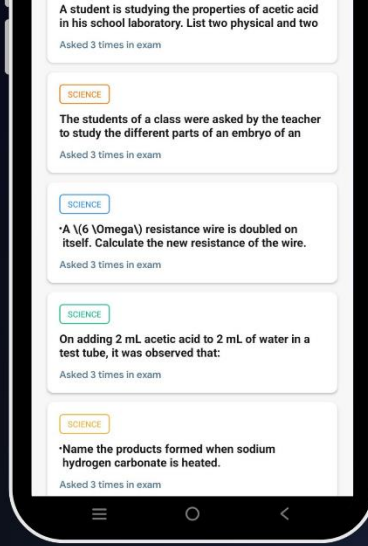 A student is studying the properties of acetic acid
in his school laboratory. List two physical and two
Asked 3 times in exam
SCIENCE
The students of a class were asked by the teacher
to study the different parts of an embryo of an
Asked 3 times in exam
SCIENCE
•A \(6 \Omega\) resistance wire is doubled on
itself. Calculate the new resistance of the wire.
Asked 3 times in exam
SCIENCE
On adding 2 mL acetic acid to 2 mL of water in a
test tube, it was observed that:
Asked 3 times in exam
SCIENCE
•Name the products formed when sodium
hydrogen carbonate is heated.
Asked 3 times in exam